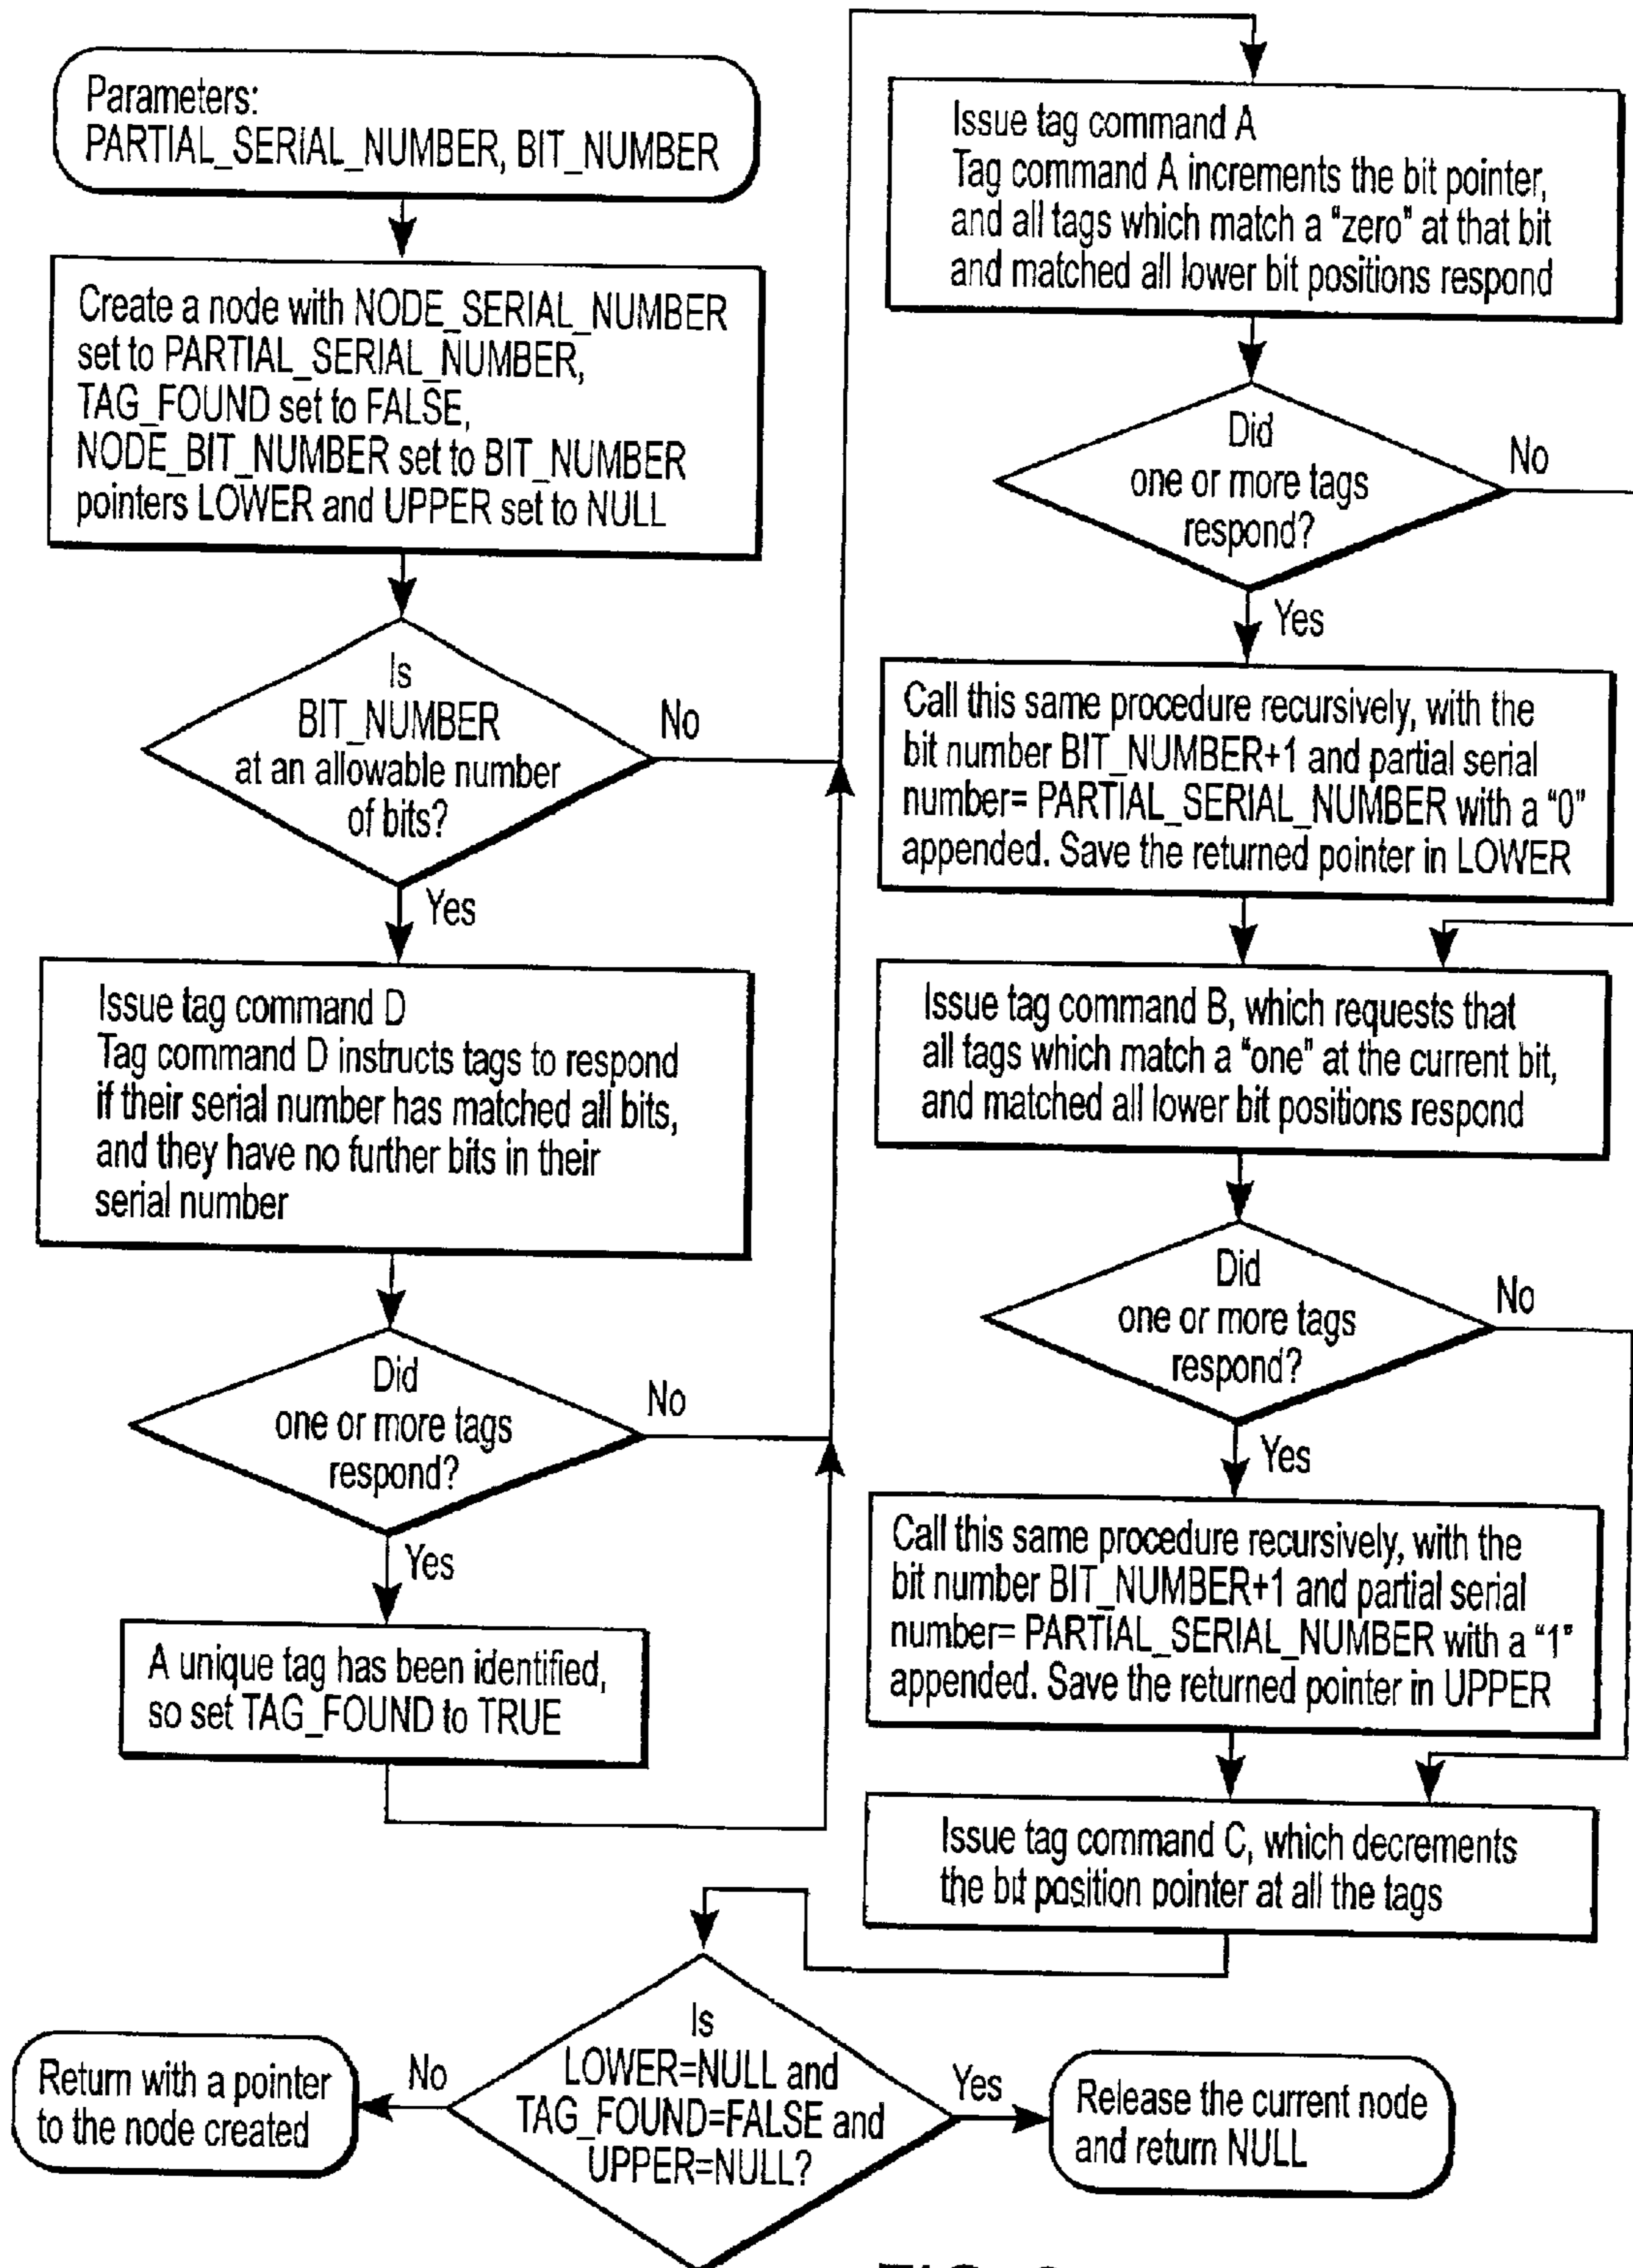 Parameters:
PARTIAL_SERIAL_NUMBER, BIT_NUMBER
Create a node with NODE_SERIAL_NUMBER
set to PARTIAL_SERIAL_NUMBER,
TAG_FOUND set to FALSE,
NODE_BIT_NUMBER set to BIT_NUMBER
pointers LOWER and UPPER set to NULL
Is
BIT_NUMBER
at an allowable number
of bits?
No
Yes
Issue tag command D
Tag command D instructs tags to respond
if their serial number has matched all bits,
and they have no further bits in their
serial number
Did
one or more tags
respond?
No
Yes
A unique tag has been identified,
so set TAG_FOUND to TRUE
Issue tag command A
Tag command A increments the bit pointer,
and all tags which match a "zero" at that bit
and matched all lower bit positions respond
Did
one or more tags
respond?
No
Yes
Call this same procedure recursively, with the
bit number BIT_NUMBER+1 and partial serial
number= PARTIAL_SERIAL_NUMBER with a "0"
appended. Save the returned pointer in LOWER
Issue tag command B, which requests that
all tags which match a "one" at the current bit,
and matched all lower bit positions respond
Did
one or more tags
respond?
No
Yes
Call this same procedure recursively, with the
bit number BIT_NUMBER+1 and partial serial
number= PARTIAL_SERIAL_NUMBER with a "1"
appended. Save the returned pointer in UPPER
Issue tag command C, which decrements
the bit position pointer at all the tags
Is
LOWER=NULL and
TAG_FOUND=FALSE and
UPPER=NULL?
No
Yes
Return with a pointer
to the node created
Release the current node
and return NULL